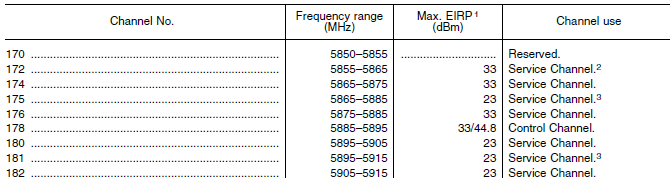 Channel No. Frequency range (MHz) Max. EIRP 1 (dBm) Channel use
170 .......... 5850–5855 .......... Reserved.
172 .......... 5855–5865 33 Service Channel.2
174 .......... 5865–5875 33 Service Channel.
175 .......... 5865–5885 23 Service Channel.3
176 .......... 5875–5885 33 Service Channel.
178 .......... 5885–5895 33/44.8 Control Channel.
180 .......... 5895–5905 23 Service Channel.
181 .......... 5895–5915 23 Service Channel.3
182 .......... 5905–5915 23 Service Channel.